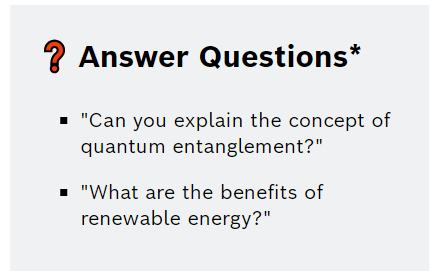 ❓ Answer Questions*
▪ "Can you explain the concept of
quantum entanglement?"
▪ "What are the benefits of
renewable energy?"